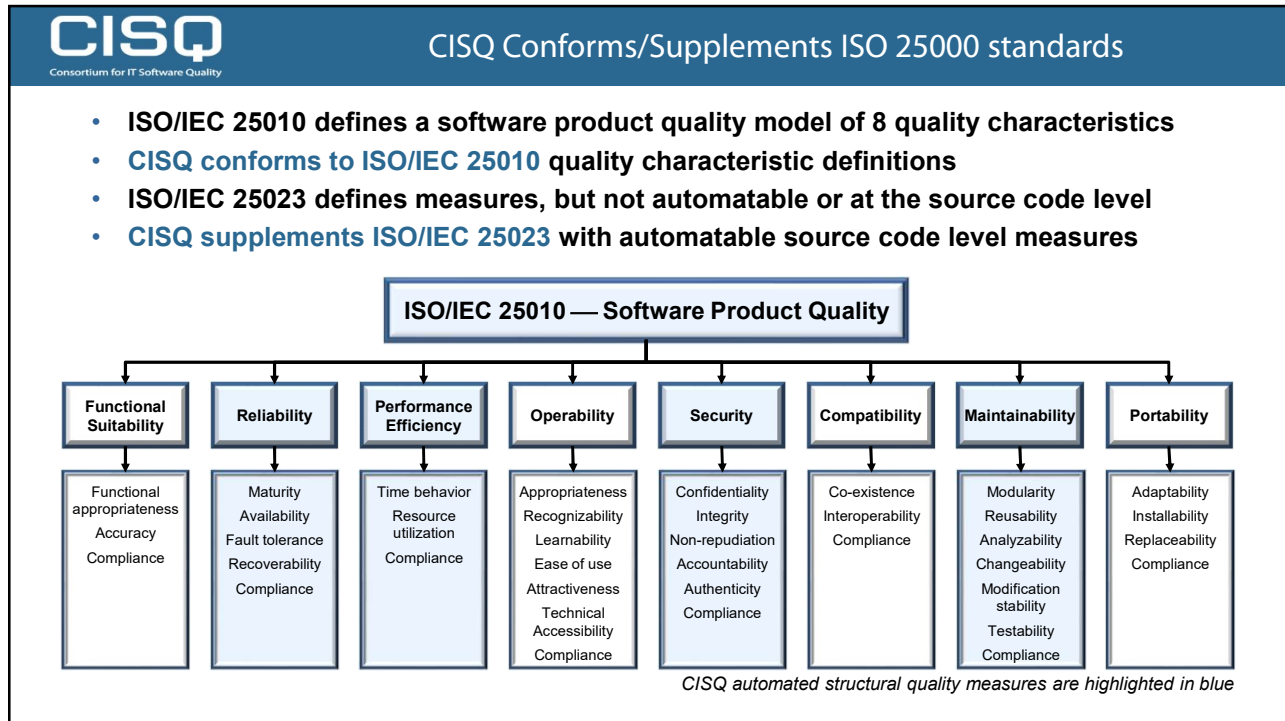 CISQ
Consortium for IT Software Quality
CISQ Conforms/Supplements ISO 25000 standards
• ISO/IEC 25010 defines a software product quality model of 8 quality characteristics
• CISQ conforms to ISO/IEC 25010 quality characteristic definitions
• ISO/IEC 25023 defines measures, but not automatable or at the source code level
• CISQ supplements ISO/IEC 25023 with automatable source code level measures
ISO/IEC 25010 — Software Product Quality
Functional
Suitability
Reliability
Performance
Efficiency
Operability
Security
Compatibility
Maintainability
Portability
Functional
appropriateness
Accuracy
Compliance
Maturity
Availability
Fault tolerance
Recoverability
Compliance
Time behavior
Resource
utilization
Compliance
Appropriateness
Recognizability
Learnability
Ease of use
Attractiveness
Technical
Accessibility
Compliance
Confidentiality
Integrity
Non-repudiation
Accountability
Authenticity
Compliance
Co-existence
Interoperability
Compliance
Modularity
Reusability
Analyzability
Changeability
Modification
stability
Testability
Compliance
Adaptability
Installability
Replaceability
Compliance
CISQ automated structural quality measures are highlighted in blue